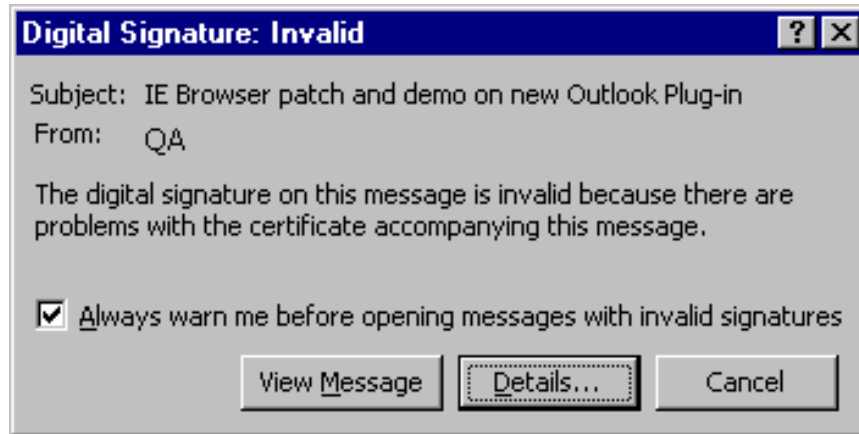 Digital Signature: Invalid
Subject: IE Browser patch and demo on new Outlook Plug-in
From: QA
The digital signature on this message is invalid because there are
problems with the certificate accompanying this message.
Always warn me before opening messages with invalid signatures
View Message Details... Cancel